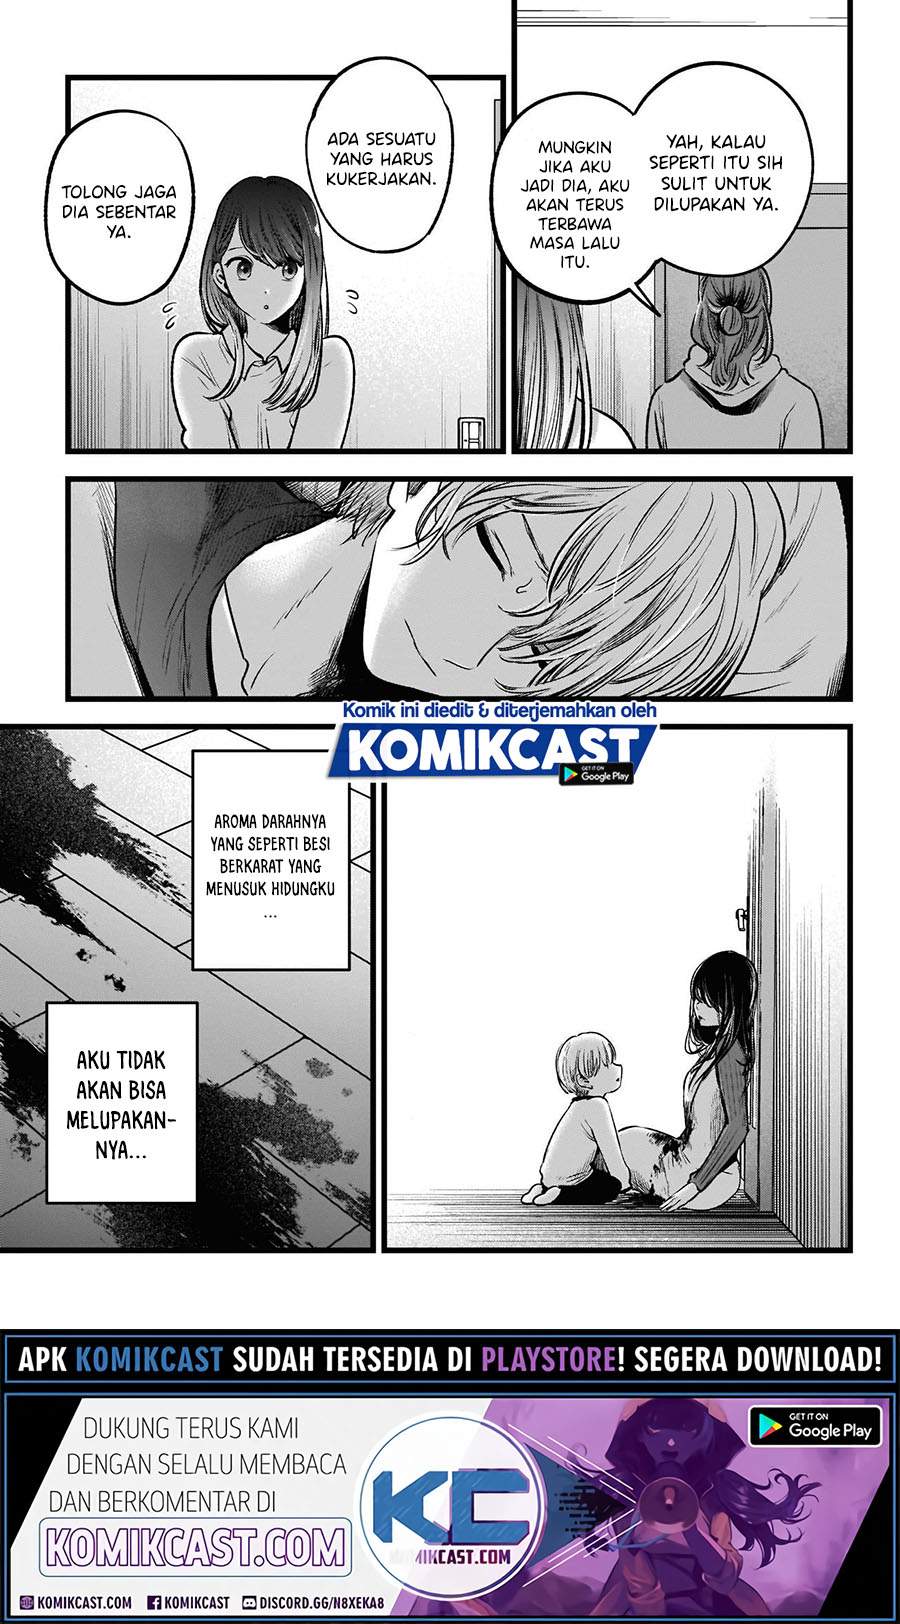 YAH, KALAU
SEPERTI ITU SIH
SULIT UNTUK
DILUPAKAN YA.
MUNGKIN
JIKA AKU
JADI DIA, AKU
AKAN TERUS
TERBAWA
MASA LALU
ITU.
ADA SESUATU
YANG HARUS
KUKERJAKAN.
TOLONG JAGA
DIA SEBENTAR
YA.
Komik ini diedit & diterjemahkan oleh
KOMIKCAST
GET IT ON
Google Play
AROMA DARAHNYA
YANG SEPERTI BESI
BERKARAT YANG
MENUSUK HIDUNGKU
...
AKU TIDAK
AKAN BISA
MELUPAKAN-
NYA...
APK KOMIKCAST SUDAH TERSEDIA DI PLAYSTORE! SEGERA DOWNLOAD!
DUKUNG TERUS KAMI
DENGAN SELALU MEMBACA
DAN BERKOMENTAR DI
KOMIKCAST.COM
KC
KOMIKCAST.COM
GET IT ON
Google Play
KOMIKCAST.COM KOMIKCAST DISCORD.GG/N8XEKA8